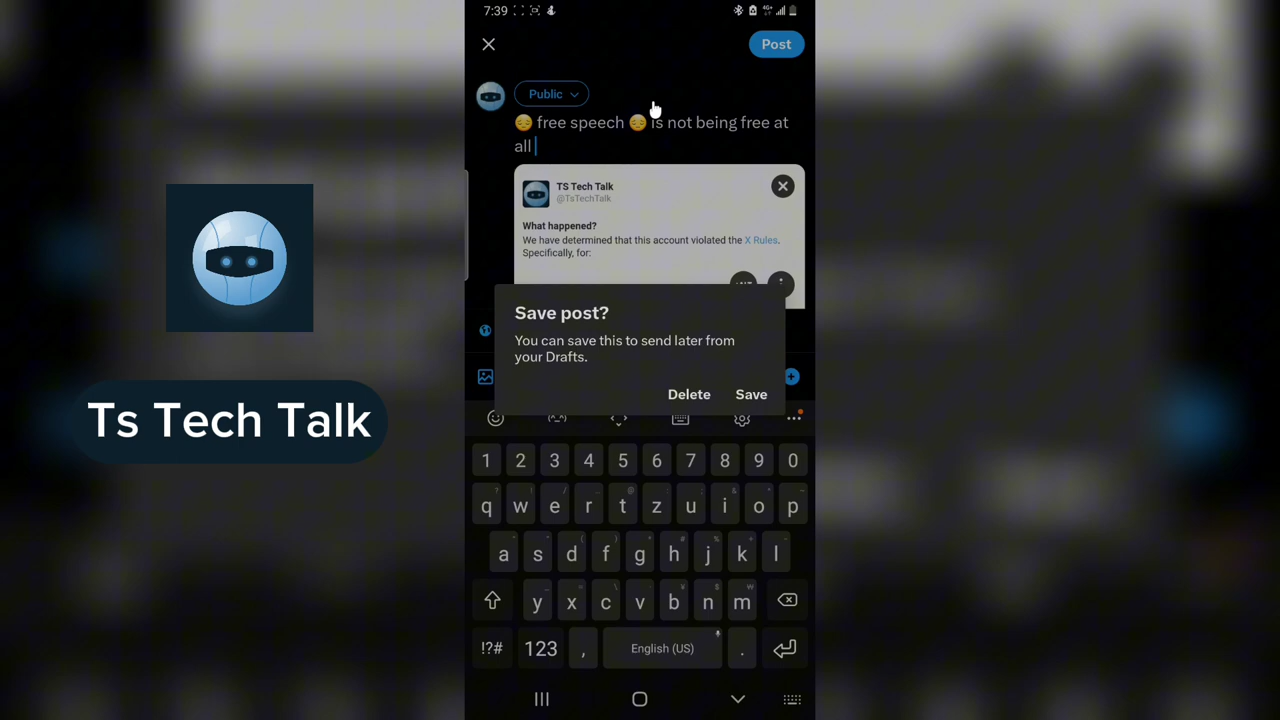 7:39
4G+
Post
Public
😔 free speech 😔 is not being free at
all
TS Tech Talk
@TsTechTalk
What happened?
We have determined that this account violated the X Rules.
Specifically, for:
Save post?
You can save this to send later from
your Drafts.
Delete Save
Ts Tech Talk
1 2 3 4 5 6 7 8 9 0
q w e r t z u i o p
a s d f g h j k l
y x c v b n m
!?# 123 , English (US) .